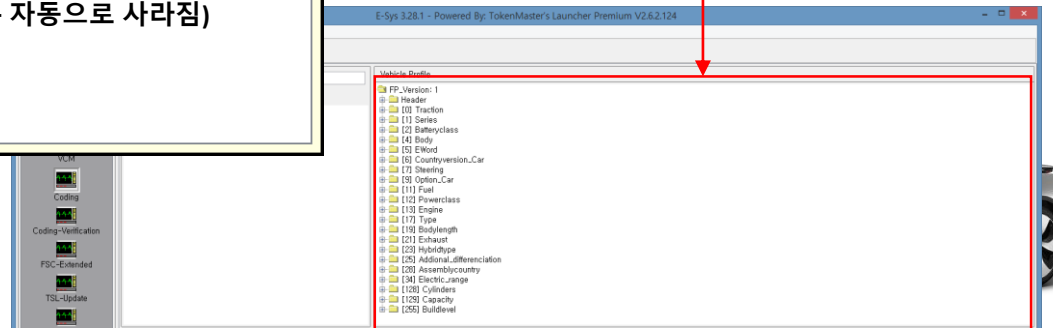 자동으로 사라짐)
E-Sys 3.28.1 - Powered By: TokenMaster's Launcher Premium V2.6.2.124
Vehicle Profile
FP_Version: 1
Header
[0] Traction
[1] Series
[2] Batteryclass
[4] Body
[5] EWord
[6] Countryversion_Car
[7] Steering
[9] Option_Car
[11] Fuel
[12] Powerclass
[13] Engine
[17] Type
[19] Bodylength
[21] Exhaust
[23] Hybridtype
[25] Addional_differenciation
[28] Assemblycountry
[34] Electric_range
[128] Cylinders
[129] Capacity
[255] Buildlevel
VCM
Coding
Coding-Verification
FSC-Extended
TSL-Update